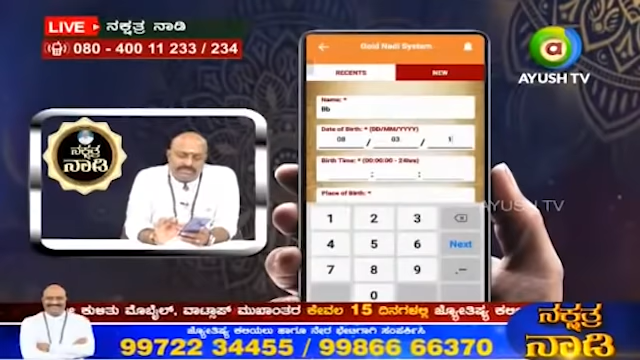 LIVE ನಕ್ಷತ್ರ ನಾಡಿ
080 - 400 11 233 / 234
a
AYUSH TV
ನಕ್ಷತ್ರ
ನಾಡಿ
Gold Nadi System
RECENTS NEW
Name: *
Bb
Date of Birth: * (DD/MM/YYYY)
08 / 03 / 1
Birth Time: * (00:00:00 - 24hrs)
: :
Place of Birth: *
1 2 3
4 5 6 Next
7 8 9 .–
0
AYUSH TV
ಕುಳಿತು ಮೊಬೈಲ್, ವಾಟ್ಸಾಪ್ ಮುಖಾಂತರ ಕೇವಲ 15 ದಿನಗಳಲ್ಲಿ ಜ್ಯೋತಿಷ್ಯ
ಜ್ಯೋತಿಷ್ಯ ಕಲಿಯಲು ಹಾಗೂ ನೇರ ಭೇಟಿಗಾಗಿ ಸಂಪರ್ಕಿಸಿ
99722 34455 / 99866 66370
ನಕ್ಷತ್ರ
ನಾಡಿ